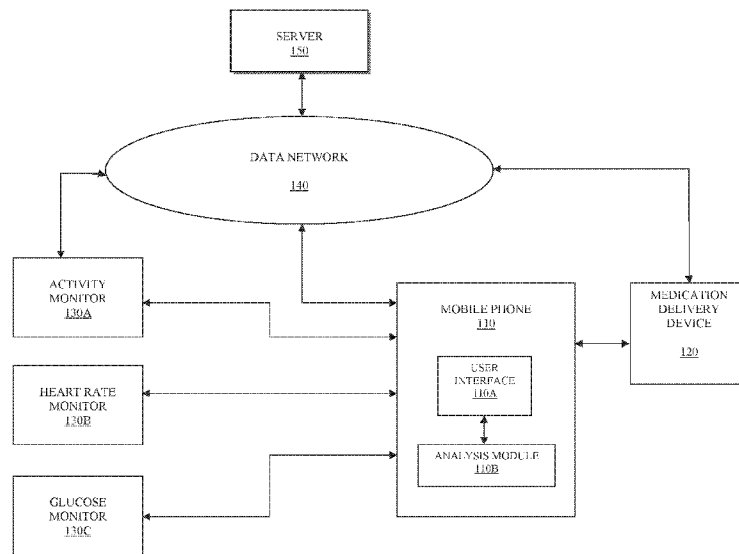 SERVER
150
DATA NETWORK
140
ACTIVITY
MONITOR
130A
MOBILE PHONE
110
MEDICATION
DELIVERY
DEVICE
120
USER
INTERFACE
110A
HEART RATE
MONITOR
130B
ANALYSIS MODULE
110B
GLUCOSE
MONITOR
130C